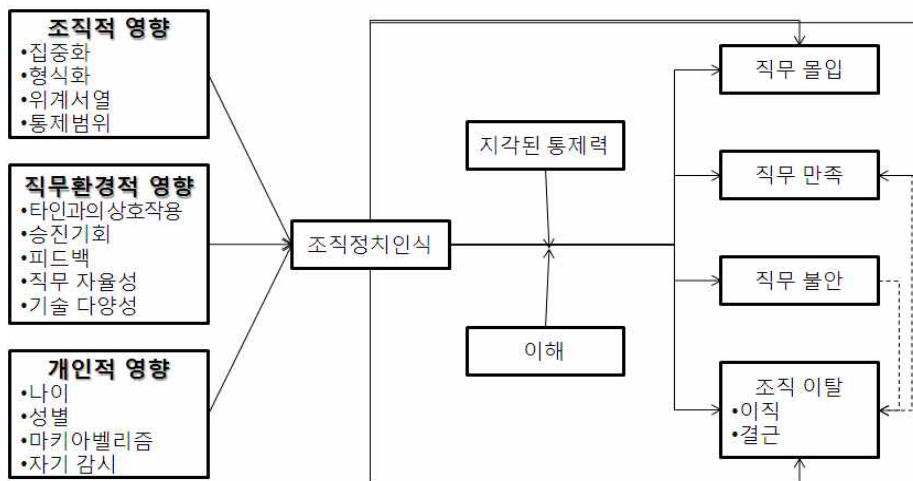 조직적 영향
•집중화
•형식화
•위계서열
•통제범위
직무환경적 영향
•타인과의 상호작용
•승진기회
•피드백
•직무 자율성
•기술 다양성
개인적 영향
•나이
•성별
•마키아벨리즘
•자기 감시
조직정치인식
지각된 통제력
이해
직무 몰입
직무 만족
직무 불안
조직 이탈
•이직
•결근